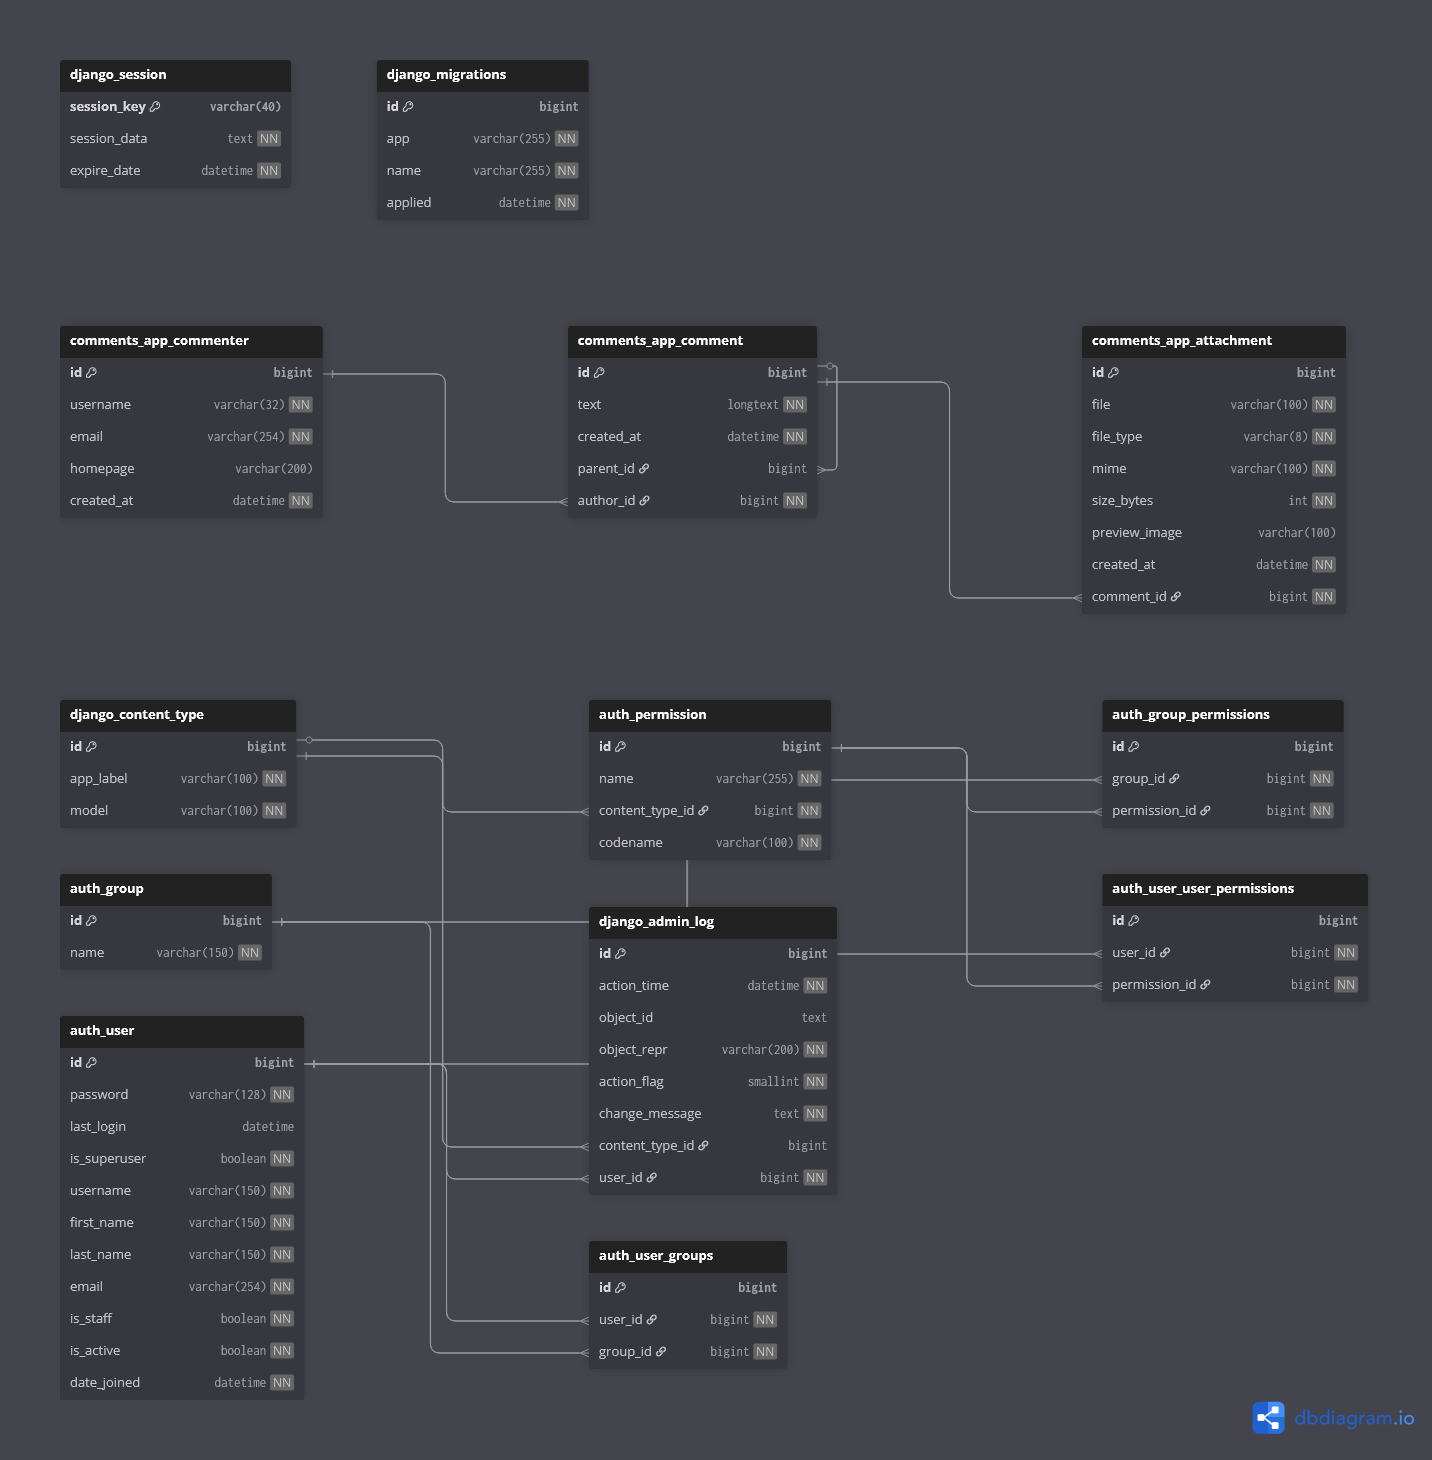 django_session
session_key varchar(40)
session_data text NN
expire_date datetime NN
django_migrations
id bigint
app varchar(255) NN
name varchar(255) NN
applied datetime NN
comments_app_commenter
id bigint
username varchar(32) NN
email varchar(254) NN
homepage varchar(200)
created_at datetime NN
comments_app_comment
id bigint
text longtext NN
created_at datetime NN
parent_id bigint
author_id bigint NN
comments_app_attachment
id bigint
file varchar(100) NN
file_type varchar(8) NN
mime varchar(100) NN
size_bytes int NN
preview_image varchar(100)
created_at datetime NN
comment_id bigint NN
django_content_type
id bigint
app_label varchar(100) NN
model varchar(100) NN
auth_permission
id bigint
name varchar(255) NN
content_type_id bigint NN
codename varchar(100) NN
auth_group_permissions
id bigint
group_id bigint NN
permission_id bigint NN
auth_group
id bigint
name varchar(150) NN
django_admin_log
id bigint
action_time datetime NN
object_id text
object_repr varchar(200) NN
action_flag smallint NN
change_message text NN
content_type_id bigint
user_id bigint NN
auth_user_user_permissions
id bigint
user_id bigint NN
permission_id bigint NN
auth_user
id bigint
password varchar(128) NN
last_login datetime
is_superuser boolean NN
username varchar(150) NN
first_name varchar(150) NN
last_name varchar(150) NN
email varchar(254) NN
is_staff boolean NN
is_active boolean NN
date_joined datetime NN
auth_user_groups
id bigint
user_id bigint NN
group_id bigint NN
dbdiagram.io